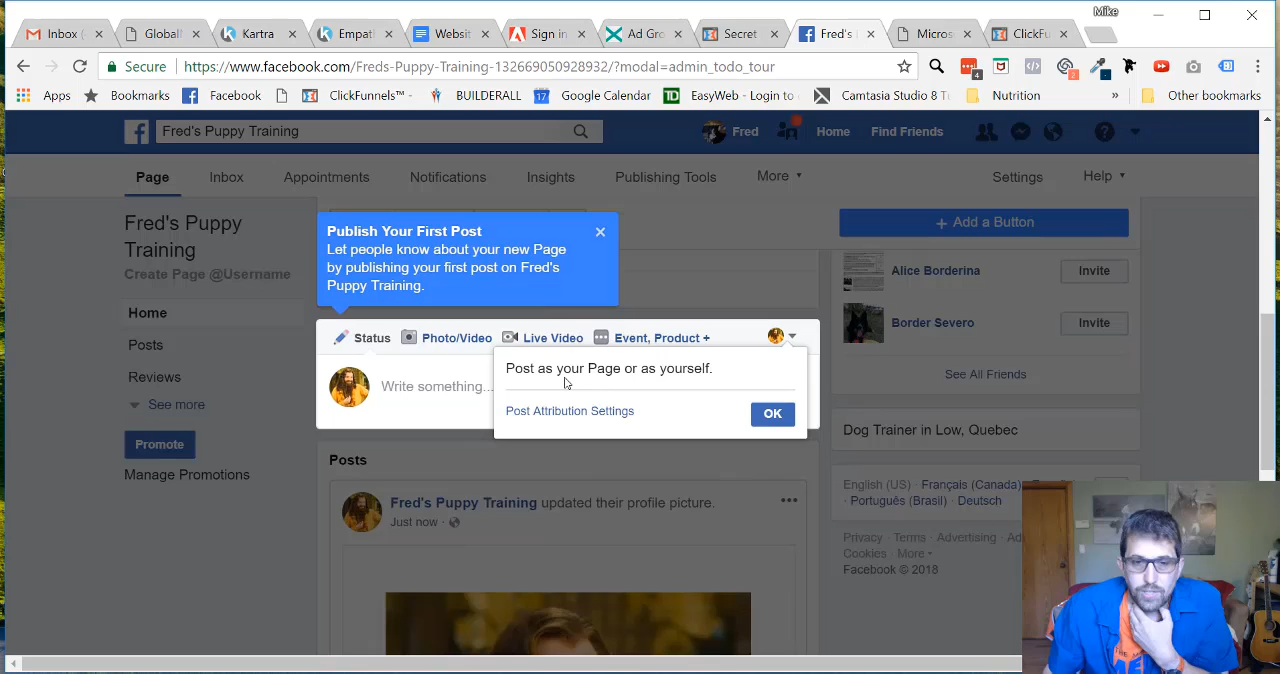 Mike
Inbox (
Global
Kartra
Empat
Websit
Sign in
Ad Gro
Secret
Fred's
Micros
ClickFu
Secure
https://www.facebook.com/Freds-Puppy-Training-132669050928932/?modal=admin_todo_tour
4
2
Apps
Bookmarks
Facebook
ClickFunnels™
BUILDERALL
17
Google Calendar
TD
EasyWeb - Login to
Camtasia Studio 8 T
Nutrition
»
Other bookmarks
Fred's Puppy Training
Fred
Home
Find Friends
Page
Inbox
Appointments
Notifications
Insights
Publishing Tools
More
Settings
Help
Fred's Puppy
Training
Create Page @Username
Home
Posts
Reviews
See more
Promote
Manage Promotions
Publish Your First Post
Let people know about your new Page
by publishing your first post on Fred's
Puppy Training.
Status
Photo/Video
Live Video
Event, Product +
Write something...
Post as your Page or as yourself.
Post Attribution Settings
OK
Posts
Fred's Puppy Training updated their profile picture.
Just now ·
+ Add a Button
Alice Borderina
Invite
Border Severo
Invite
See All Friends
Dog Trainer in Low, Quebec
English (US) · Français (Canada)
· Português (Brasil) · Deutsch
Privacy · Terms · Advertising · Ad
Cookies · More
Facebook © 2018